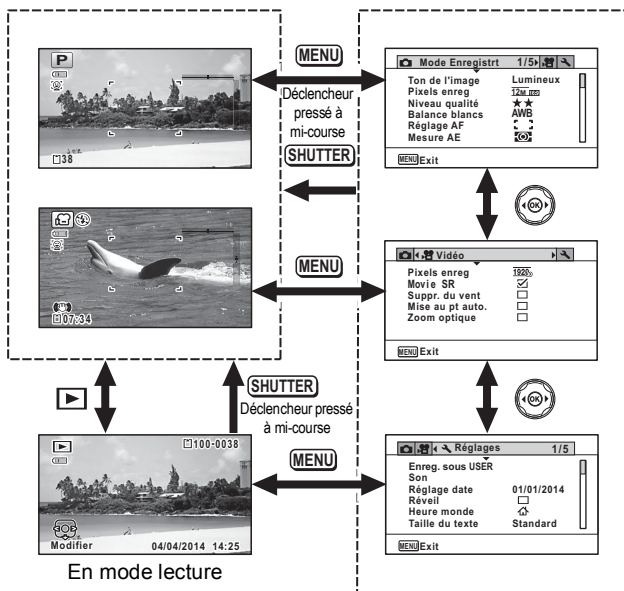 P
38
MENU
Déclencheur
pressé à
mi-course
SHUTTER
Mode Enregistrt 1/5
Ton de l'image Lumineux
Pixels enreg 12M 16:9
Niveau qualité ★★
Balance blancs AWB
Réglage AF
Mesure AE
MENU Exit
OK
07:34
MENU
Vidéo
Pixels enreg 1920
Movie SR ☑
Suppr. du vent ☐
Mise au pt auto. ☐
Zoom optique ☐
MENU Exit
SHUTTER
Déclencheur pressé
à mi-course
OK
100-0038
Modifier 04/04/2014 14:25
En mode lecture
MENU
Réglages 1/5
Enreg. sous USER
Son
Réglage date 01/01/2014
Réveil ☐
Heure monde
Taille du texte Standard
MENU Exit